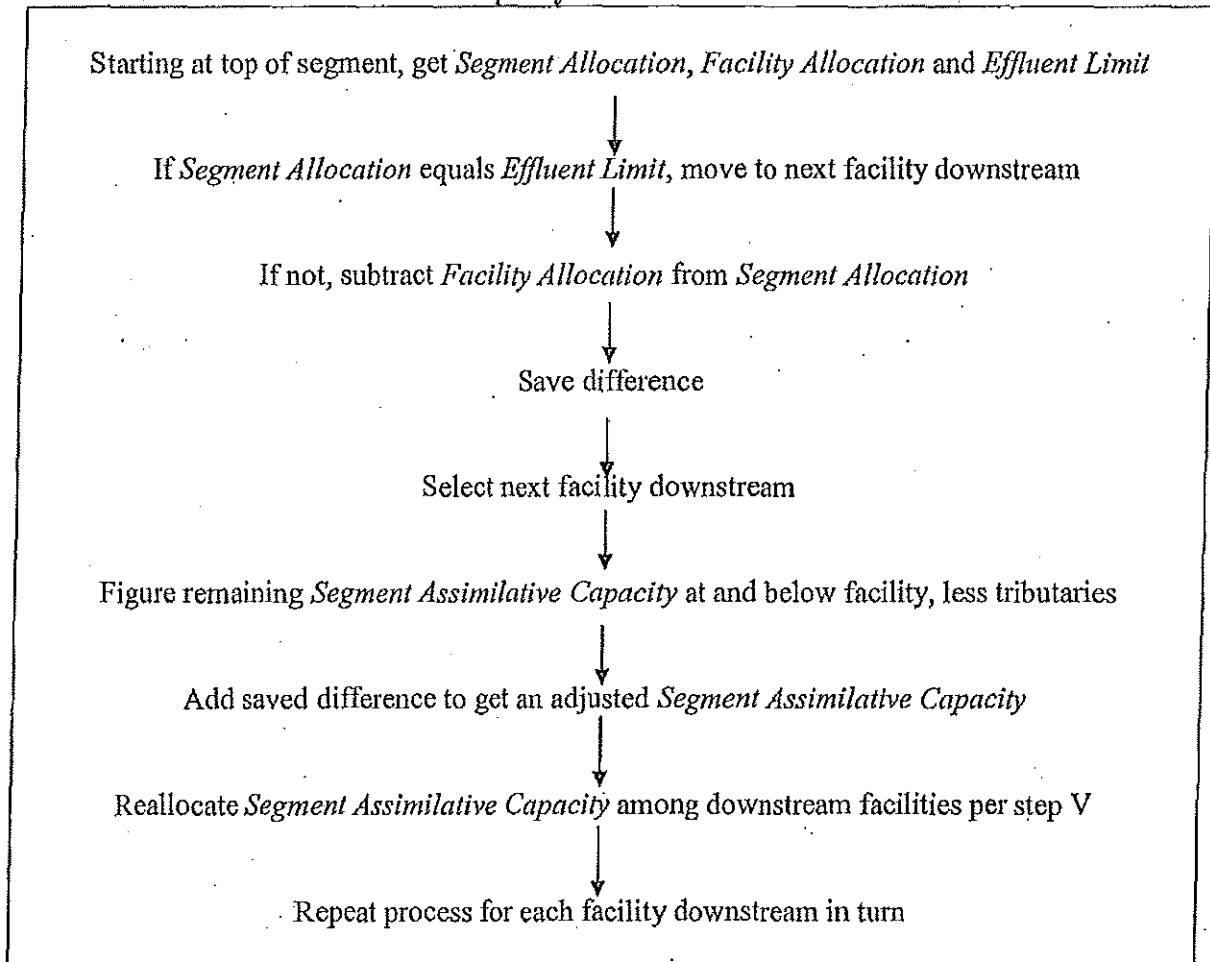 Starting at top of segment, get Segment Allocation, Facility Allocation and Effluent Limit
If Segment Allocation equals Effluent Limit, move to next facility downstream
If not, subtract Facility Allocation from Segment Allocation
Save difference
Select next facility downstream
Figure remaining Segment Assimilative Capacity at and below facility, less tributaries
Add saved difference to get an adjusted Segment Assimilative Capacity
Reallocate Segment Assimilative Capacity among downstream facilities per step V
Repeat process for each facility downstream in turn